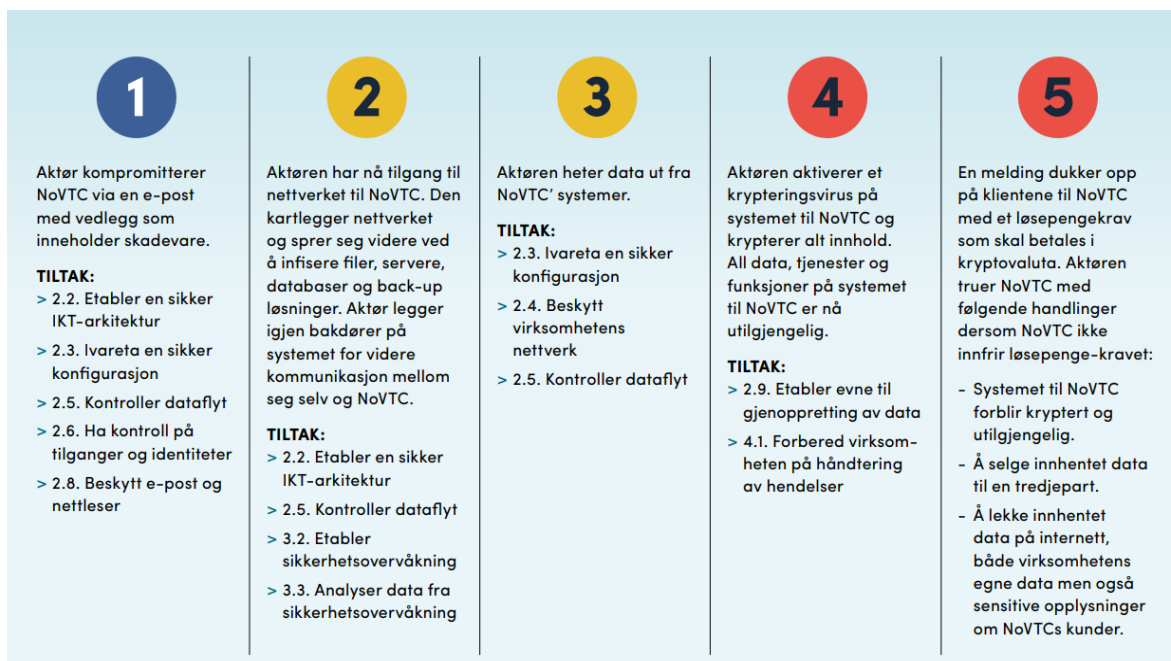 1
Aktør kompromitterer
NoVTC via en e-post
med vedlegg som
inneholder skadevare.
TILTAK:
> 2.2. Etabler en sikker
IKT-arkitektur
> 2.3. Ivareta en sikker
konfigurasjon
> 2.5. Kontroller dataflyt
> 2.6. Ha kontroll på
tilganger og identiteter
> 2.8. Beskytt e-post og
nettleser
2
Aktøren har nå tilgang til
nettverket til NoVTC. Den
kartlegger nettverket
og sprer seg videre ved
å infisere filer, servere,
databaser og back-up
løsninger. Aktør legger
igjen bakdører på
systemet for videre
kommunikasjon mellom
seg selv og NoVTC.
TILTAK:
> 2.2. Etabler en sikker
IKT-arkitektur
> 2.5. Kontroller dataflyt
> 3.2. Etabler
sikkerhetsovervåkning
> 3.3. Analyser data fra
sikkerhetsovervåkning
3
Aktøren heter data ut fra
NoVTC’ systemer.
TILTAK:
> 2.3. Ivareta en sikker
konfigurasjon
> 2.4. Beskytt
virksomhetens
nettverk
> 2.5. Kontroller dataflyt
4
Aktøren aktiverer et
krypteringsvirus på
systemet til NoVTC og
krypterer alt innhold.
All data, tjenester og
funksjoner på systemet
til NoVTC er nå
utilgjengelig.
TILTAK:
> 2.9. Etabler evne til
gjenoppretting av data
> 4.1. Forbered virksom-
heten på håndtering
av hendelser
5
En melding dukker opp
på klientene til NoVTC
med et løsepengekrav
som skal betales i
kryptovaluta. Aktøren
truer NoVTC med
følgende handlinger
dersom NoVTC ikke
innfrir løsepenge-kravet:
- Systemet til NoVTC
forblir kryptert og
utilgjengelig.
- Å selge innhentet data
til en tredjepart.
- Å lekke innhentet
data på internett,
både virksomhetens
egne data men også
sensitive opplysninger
om NoVTCs kunder.